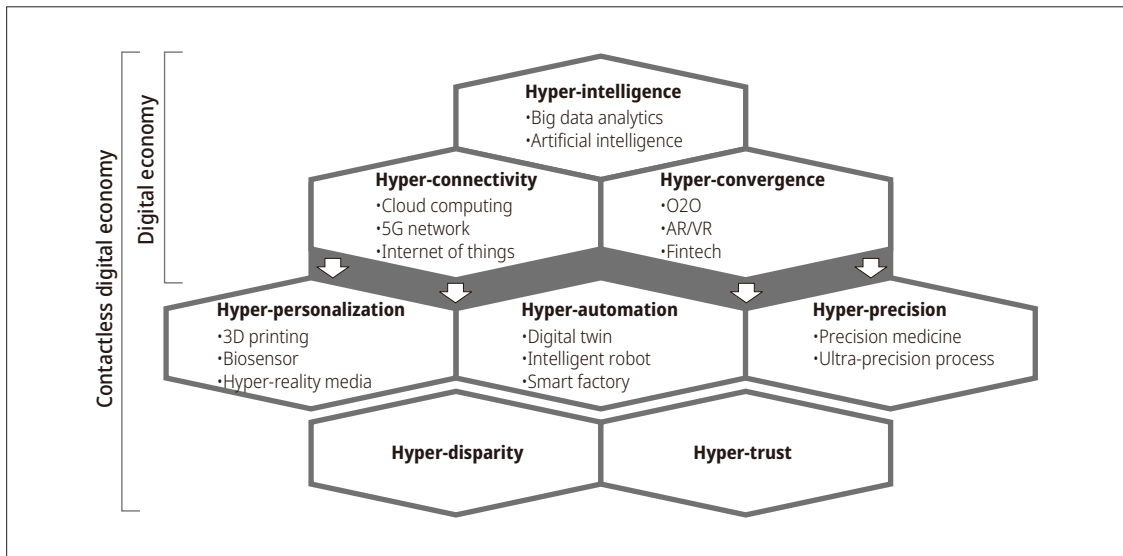 Contactless digital economy
Digital economy
Hyper-intelligence
•Big data analytics
•Artificial intelligence
Hyper-connectivity
•Cloud computing
•5G network
•Internet of things
Hyper-convergence
•O2O
•AR/VR
•Fintech
Hyper-personalization
•3D printing
•Biosensor
•Hyper-reality media
Hyper-automation
•Digital twin
•Intelligent robot
•Smart factory
Hyper-precision
•Precision medicine
•Ultra-precision process
Hyper-disparity
Hyper-trust